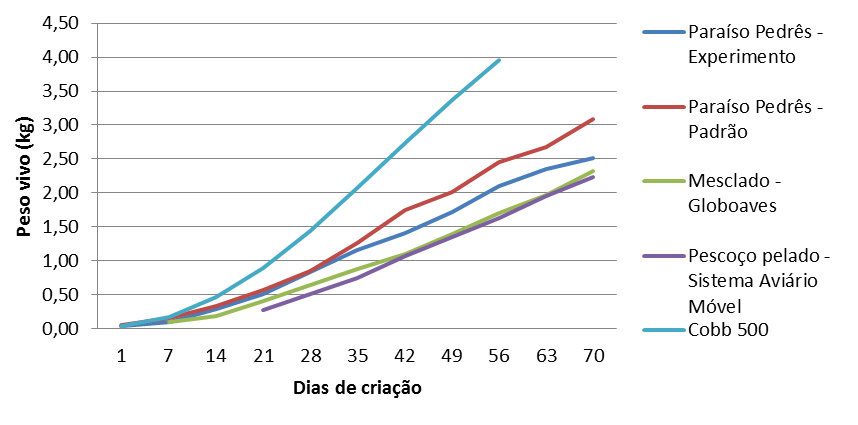 4,50
4,00
3,50
3,00
2,50
2,00
1,50
1,00
0,50
0,00
Peso vivo (kg)
1 7 14 21 28 35 42 49 56 63 70
Dias de criação
Paraíso Pedrês -
Experimento
Paraíso Pedrês -
Padrão
Mesclado -
Globoaves
Pescoço pelado -
Sistema Aviário
Móvel
Cobb 500